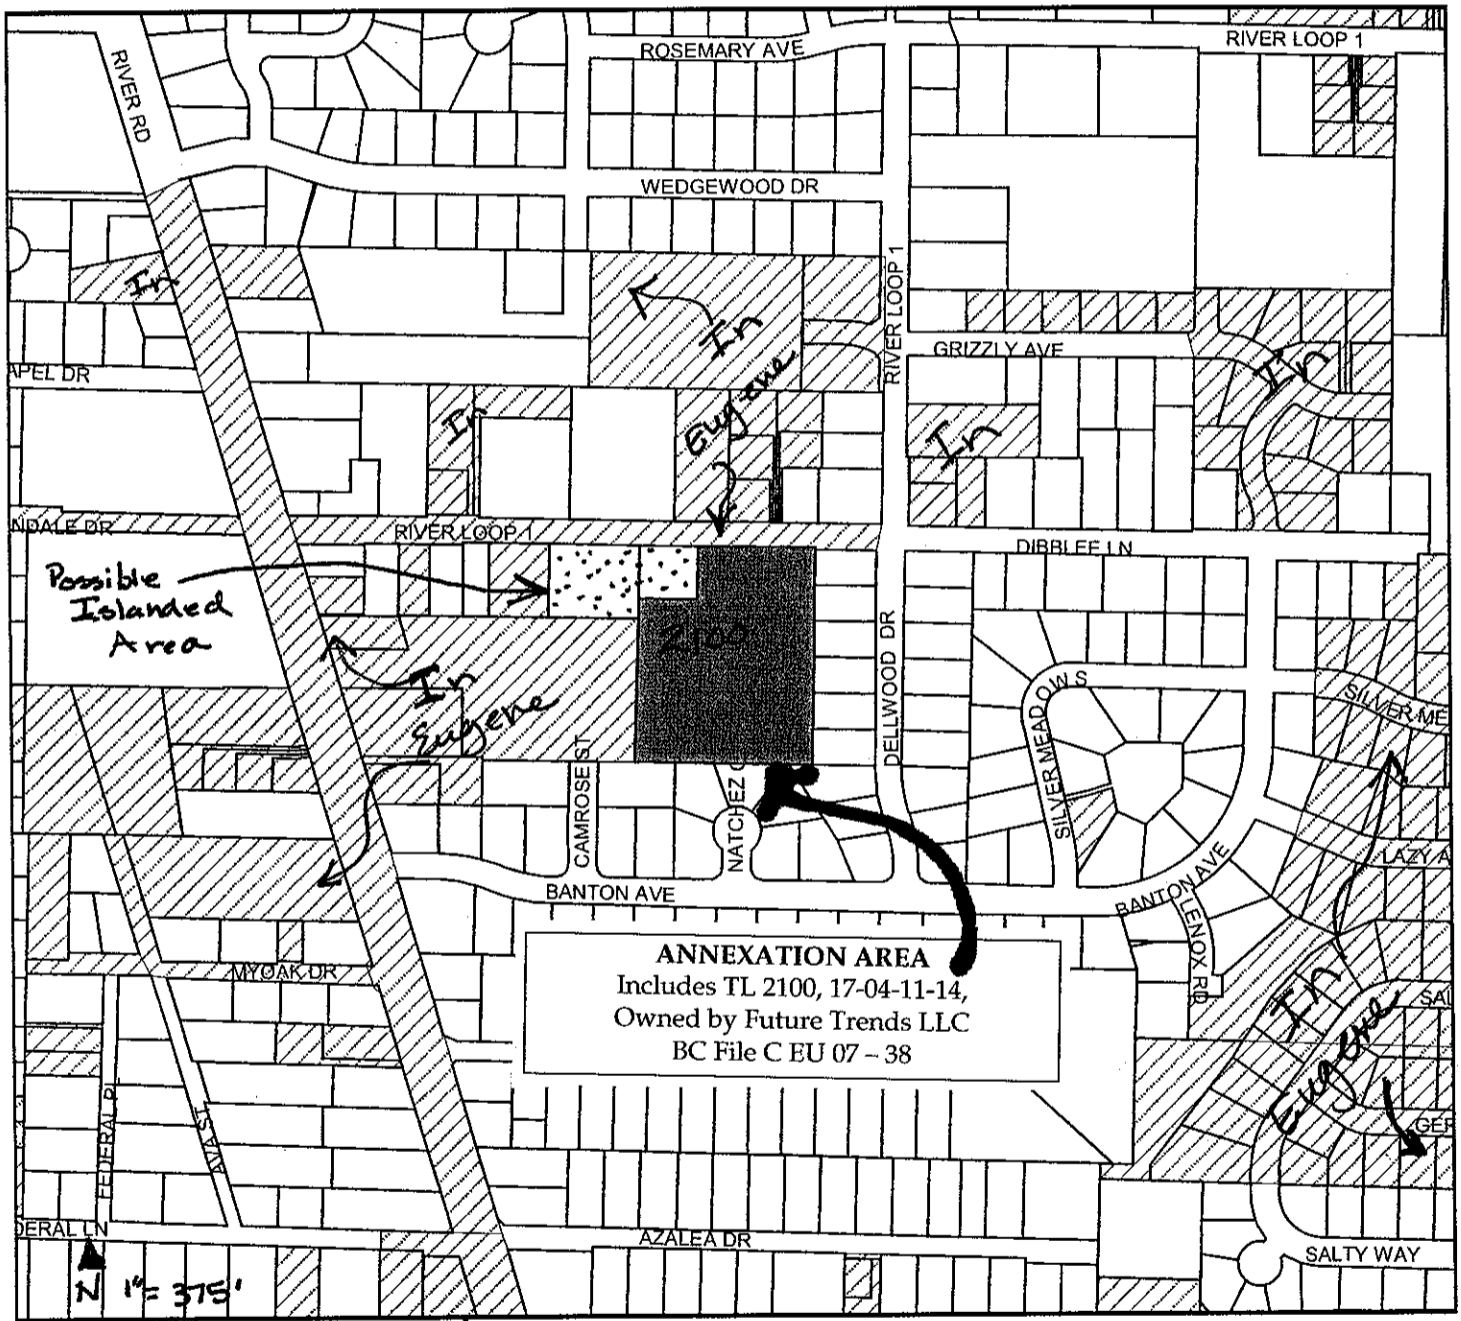 ROSEMARY AVE
RIVER LOOP 1
RIVER RD
WEDGEWOOD DR
RIVER LOOP 1
In
In
Eugene
GRIZZLY AVE
In
APEL DR
In
In
NDALE DR
RIVER LOOP 1
DIBBLEE LN
Possible
Islanded
Area
2100
DELLWOOD DR
SILVER MEADOWS
SILVER ME
In
Eugene
CAMROSE ST
NATCHEZ C
SILVER MEADOWS
LAZY A
BANTON AVE
BANTON AVE
LENOX RD
ANNEXATION AREA
Includes TL 2100, 17-04-11-14,
Owned by Future Trends LLC
BC File C EU 07 – 38
MYOAK DR
In
Eugene
SAL
GER
FEDERAL PL
AVA ST
DERAL LN
AZALEA DR
SALTY WAY
N 1"= 375'